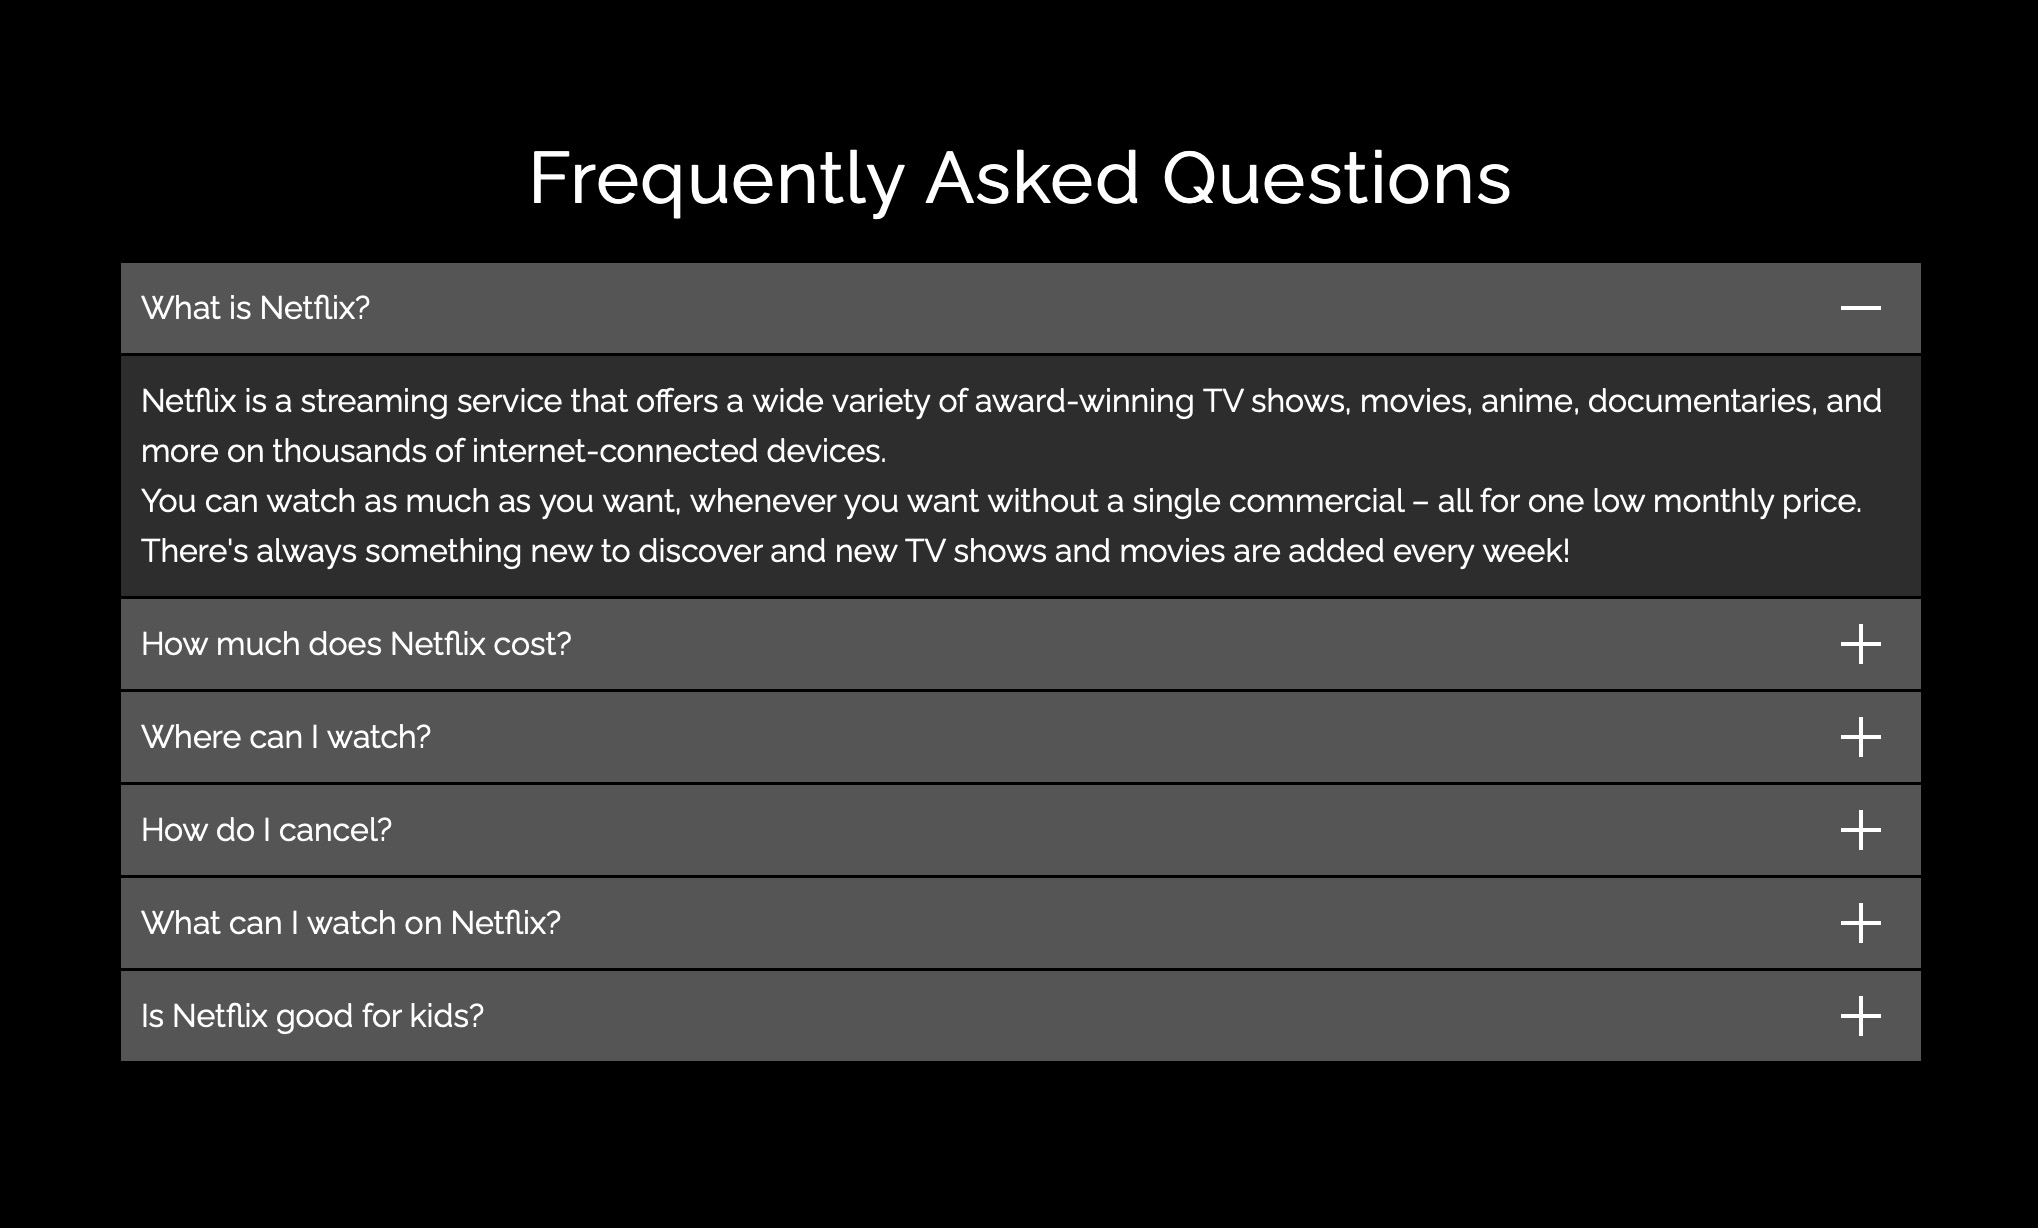 Frequently Asked Questions
What is Netflix?
Netflix is a streaming service that offers a wide variety of award-winning TV shows, movies, anime, documentaries, and
more on thousands of internet-connected devices.
You can watch as much as you want, whenever you want without a single commercial – all for one low monthly price.
There's always something new to discover and new TV shows and movies are added every week!
How much does Netflix cost?
Where can I watch?
How do I cancel?
What can I watch on Netflix?
Is Netflix good for kids?